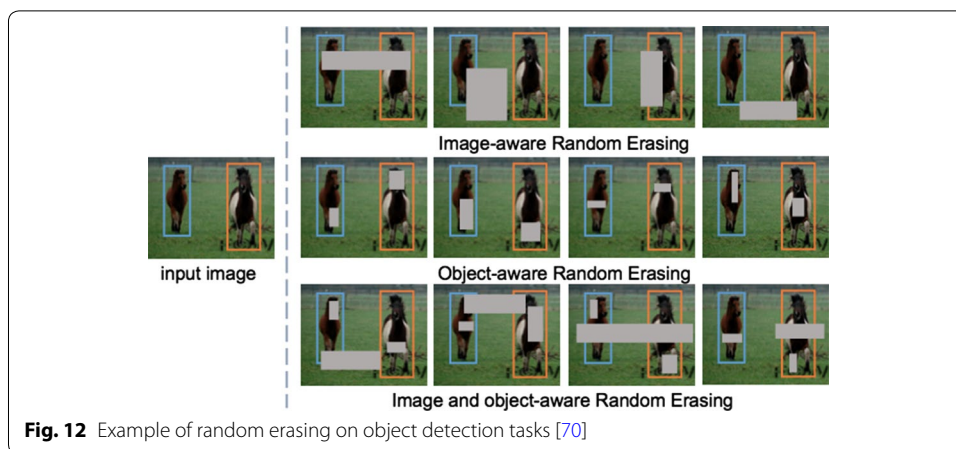 Image-aware Random Erasing
input image
Object-aware Random Erasing
Image and object-aware Random Erasing
Fig. 12 Example of random erasing on object detection tasks [70]